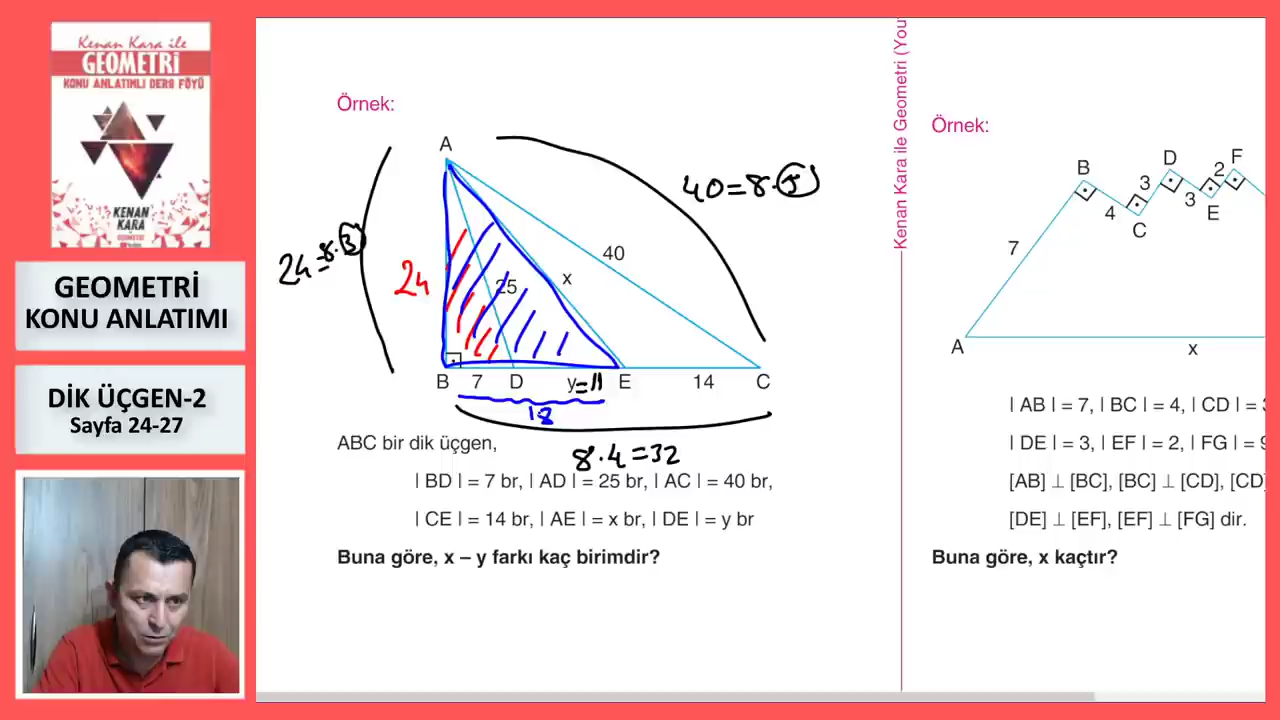 Kenan Kara ile
GEOMETRİ
KONU ANLATIMLI DERS FÖYÜ
KENAN
KARA
GEOMETRİ
KONU ANLATIMI
DİK ÜÇGEN-2
Sayfa 24-27
Örnek:
A
40=8.5
24=8.3
24
40
25
x
B 7 D y=11 E 14 C
18
8.4=32
ABC bir dik üçgen,
| BD | = 7 br, | AD | = 25 br, | AC | = 40 br,
| CE | = 14 br, | AE | = x br, | DE | = y br
Buna göre, x – y farkı kaç birimdir?
Kenan Kara ile Geometri (You
Örnek:
B
D
F
3
2
4
3
C
E
7
A
x
| AB | = 7, | BC | = 4, | CD | = 3
| DE | = 3, | EF | = 2, | FG | = 9
[AB] ⊥ [BC], [BC] ⊥ [CD], [CD]
[DE] ⊥ [EF], [EF] ⊥ [FG] dir.
Buna göre, x kaçtır?